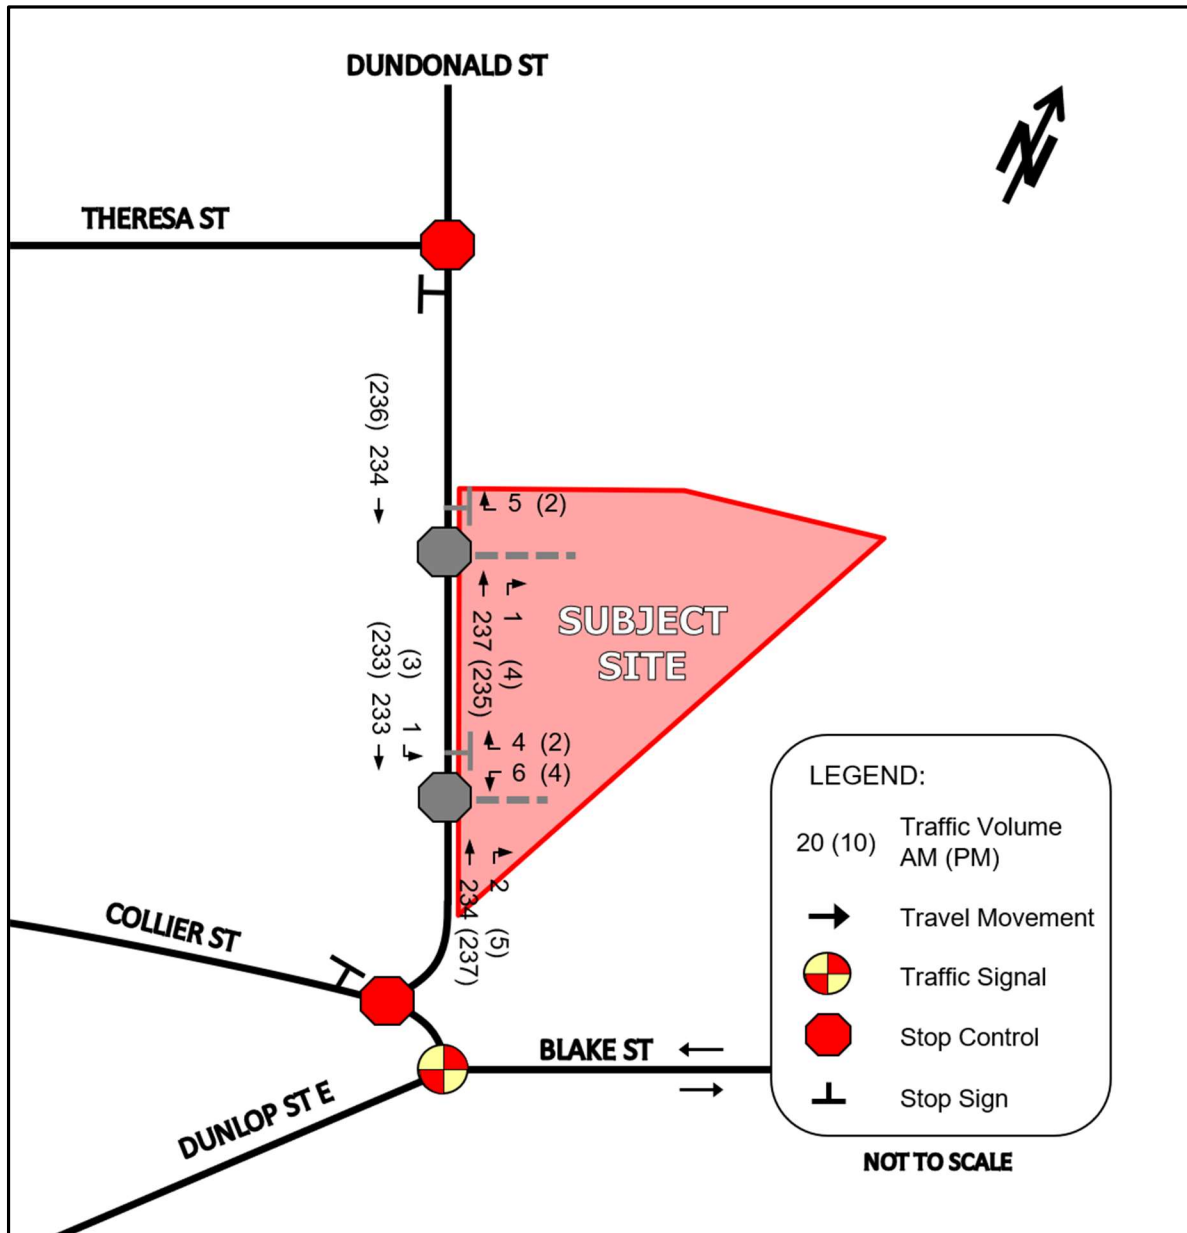 DUNDONALD ST
N
THERESA ST
(236) 234
5 (2)
1 (4)
237 (235)
SUBJECT
SITE
(3) 1
(233) 233
4 (2)
6 (4)
2 (5)
234 (237)
COLLIER ST
BLAKE ST
DUNLOP ST E
LEGEND:
20 (10) Traffic Volume
AM (PM)
Travel Movement
Traffic Signal
Stop Control
Stop Sign
NOT TO SCALE